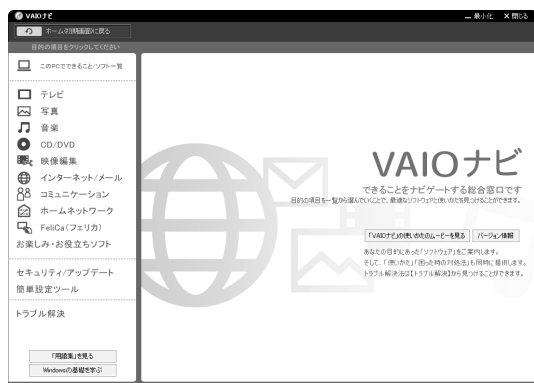 VAIOナビ
最小化 ×閉じる
ホーム(初期画面)に戻る
目的の項目をクリックしてください
このPCでできること/ソフト一覧
テレビ
写真
音楽
CD/DVD
映像編集
インターネット/メール
コミュニケーション
ホームネットワーク
FeliCa(フェリカ)
お楽しみ・お役立ちソフト
セキュリティ/アップデート
簡単設定ツール
トラブル解決
「用語集」を見る
Windowsの基礎を学ぶ
VAIOナビ
できることをナビゲートする総合窓口です
目的の項目を一覧から選んでいくことで、最適なソフトウェアと使いかたを見つけることができます。
「VAIOナビ」の使いかたのムービーを見る バージョン情報
あなたの目的にあった「ソフトウェア」をご案内します。
そして、「使いかた」「困った時の対処法」も同時に提供します。
トラブル解決法は【トラブル解決】から見つけることができます。